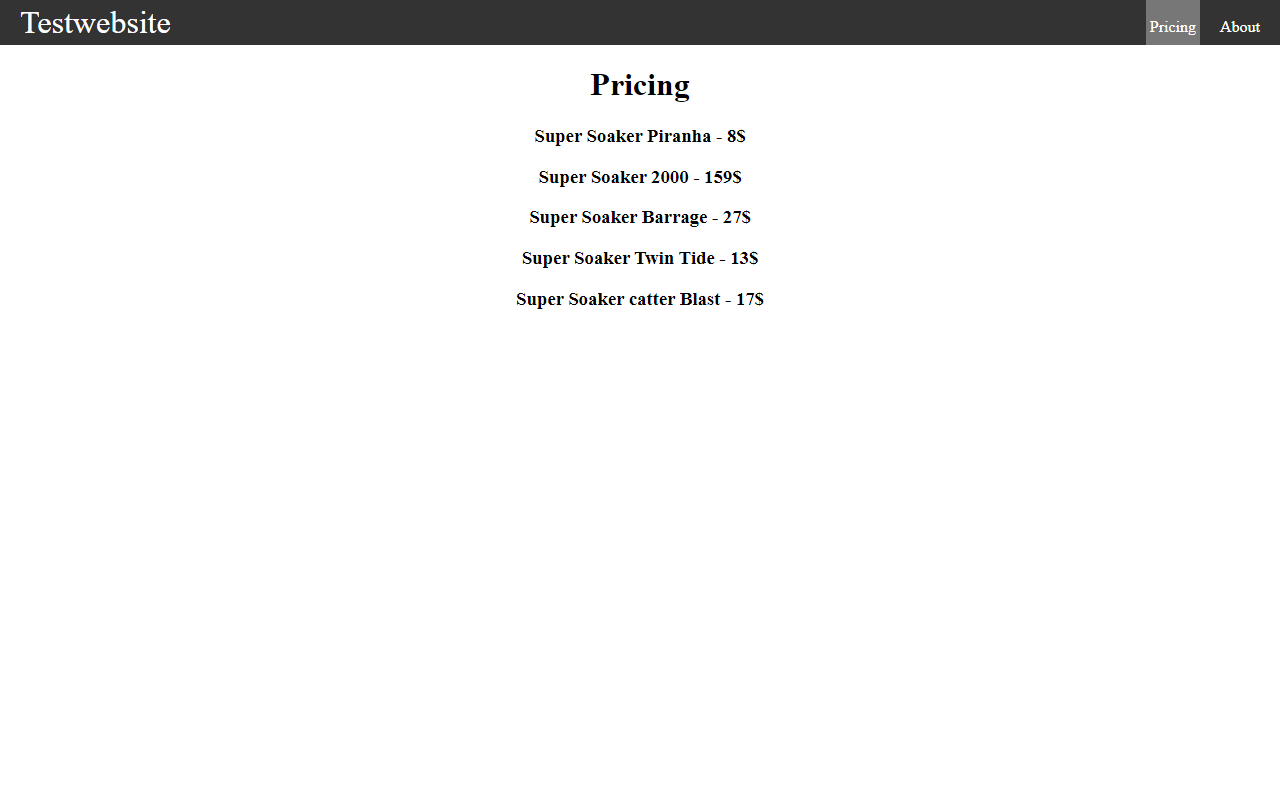 Testwebsite
Pricing
About
Pricing
Super Soaker Piranha - 8$
Super Soaker 2000 - 159$
Super Soaker Barrage - 27$
Super Soaker Twin Tide - 13$
Super Soaker catter Blast - 17$